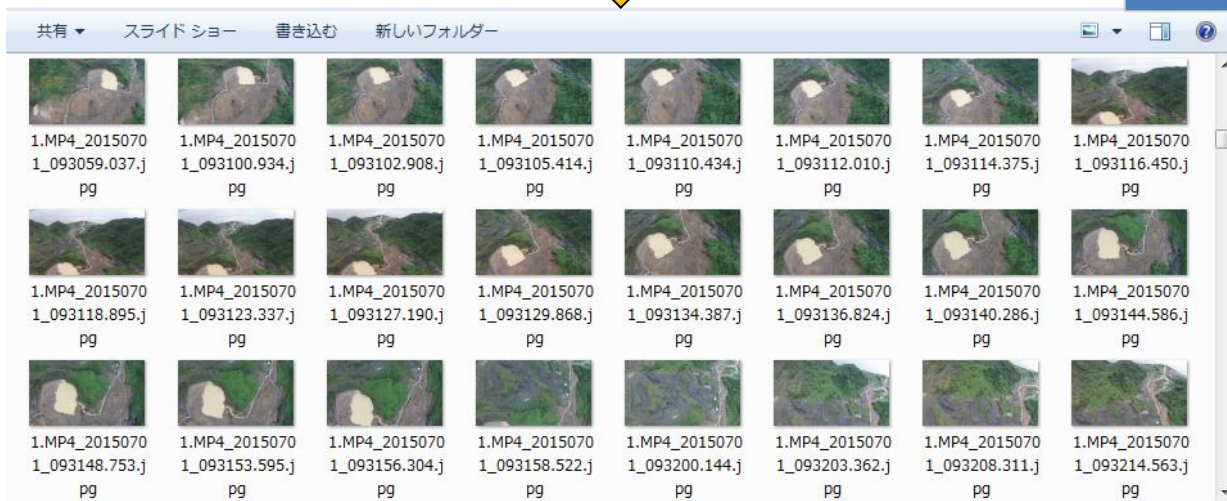 共有 スライド ショー 書き込む 新しいフォルダー
1.MP4_2015070 1.MP4_2015070 1.MP4_2015070 1.MP4_2015070 1.MP4_2015070 1.MP4_2015070 1.MP4_2015070 1.MP4_2015070
1_093059.037.j 1_093100.934.j 1_093102.908.j 1_093105.414.j 1_093110.434.j 1_093112.010.j 1_093114.375.j 1_093116.450.j
pg pg pg pg pg pg pg pg
1.MP4_2015070 1.MP4_2015070 1.MP4_2015070 1.MP4_2015070 1.MP4_2015070 1.MP4_2015070 1.MP4_2015070 1.MP4_2015070
1_093118.895.j 1_093123.337.j 1_093127.190.j 1_093129.868.j 1_093134.387.j 1_093136.824.j 1_093140.286.j 1_093144.586.j
pg pg pg pg pg pg pg pg
1.MP4_2015070 1.MP4_2015070 1.MP4_2015070 1.MP4_2015070 1.MP4_2015070 1.MP4_2015070 1.MP4_2015070 1.MP4_2015070
1_093148.753.j 1_093153.595.j 1_093156.304.j 1_093158.522.j 1_093200.144.j 1_093203.362.j 1_093208.311.j 1_093214.563.j
pg pg pg pg pg pg pg pg